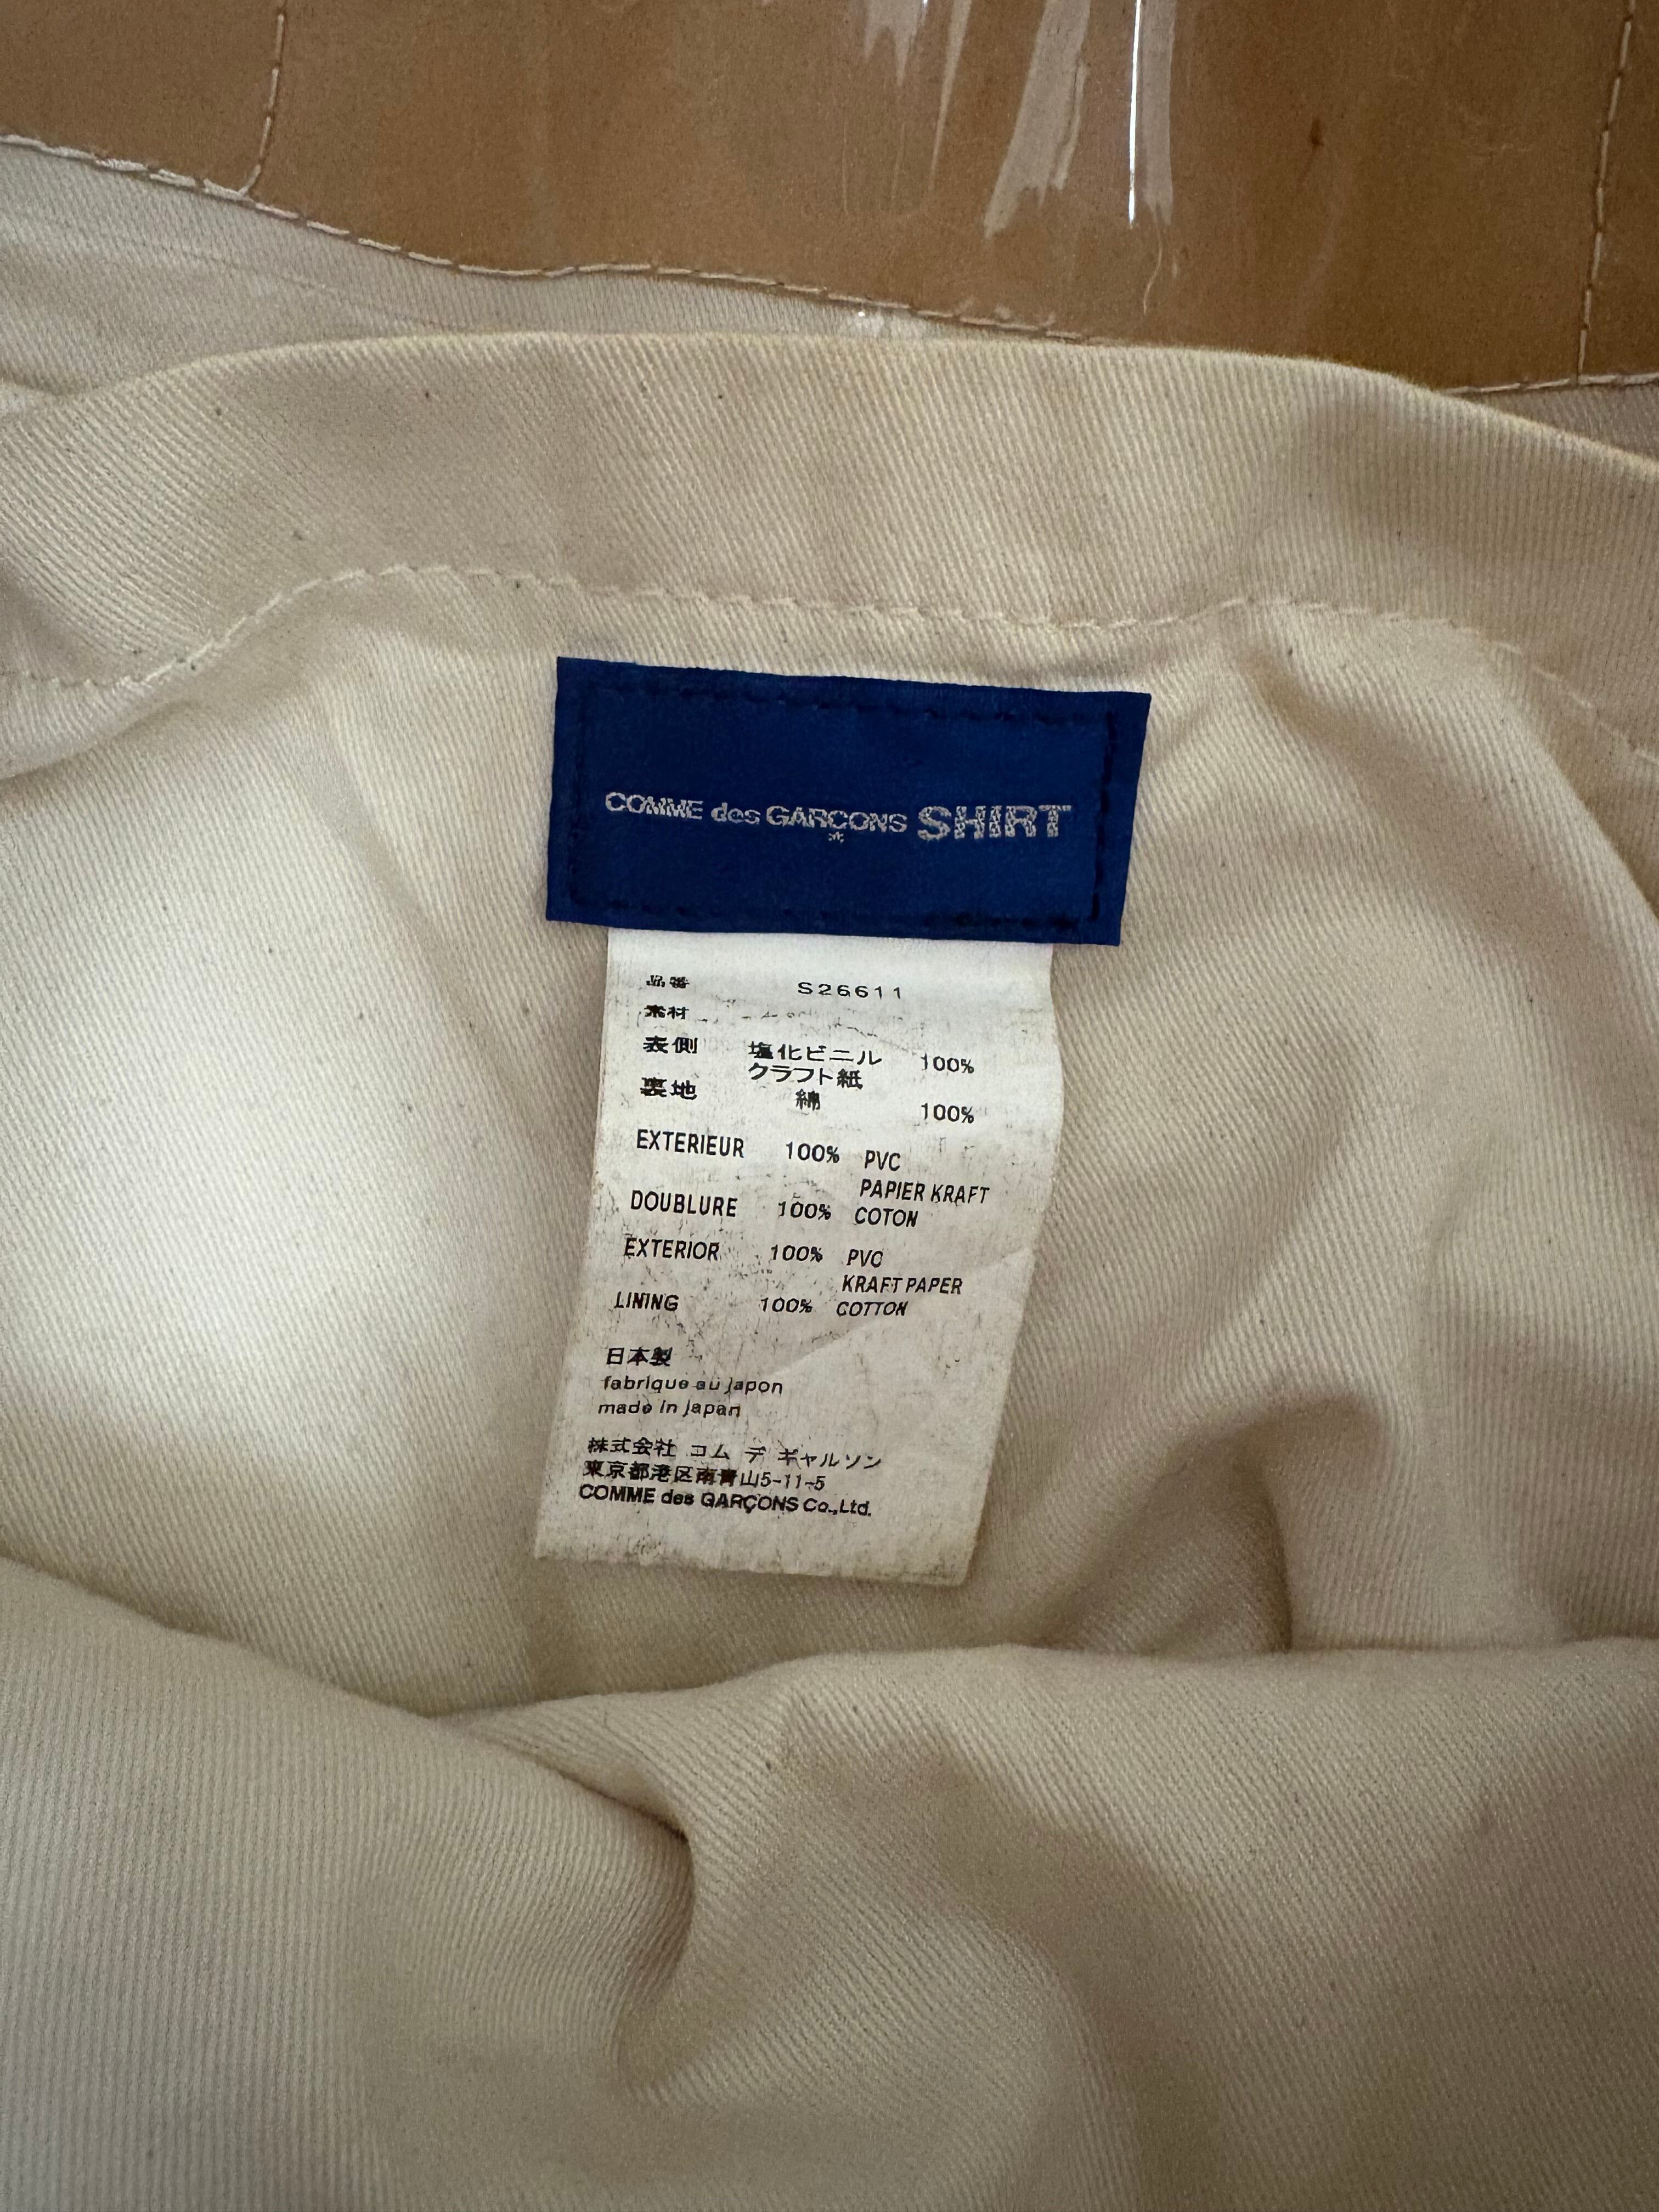 COMME des GARÇONS SHIRT
品番 S26611
素材
表側 塩化ビニル 100%
クラフト紙
裏地 綿 100%
EXTERIEUR 100% PVC
PAPIER KRAFT
DOUBLURE 100% COTON
EXTERIOR 100% PVC
KRAFT PAPER
LINING 100% COTTON
日本製
fabrique au japon
made in japan
株式会社 コム デ ギャルソン
東京都港区南青山5-11-5
COMME des GARÇONS Co.,Ltd.